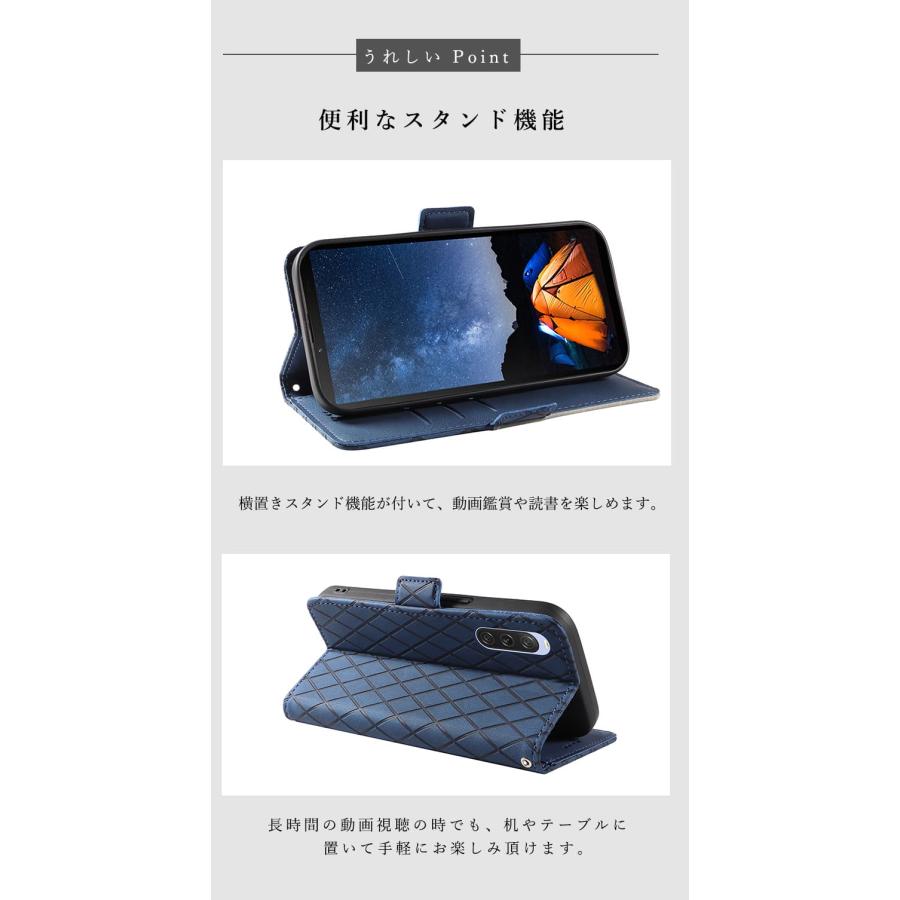 うれしい Point
便利なスタンド機能
横置きスタンド機能が付いて、動画鑑賞や読書を楽しめます。
長時間の動画視聴の時でも、机やテーブルに
置いて手軽にお楽しみ頂けます。